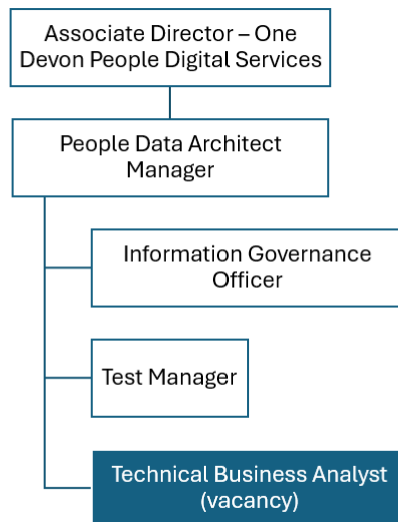 Associate Director – One
Devon People Digital Services
People Data Architect
Manager
Information Governance
Officer
Test Manager
Technical Business Analyst
(vacancy)